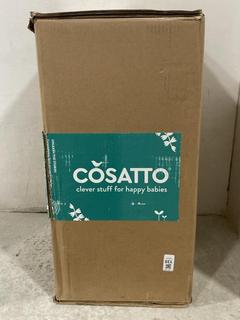 COSATTO
clever stuff for happy babies